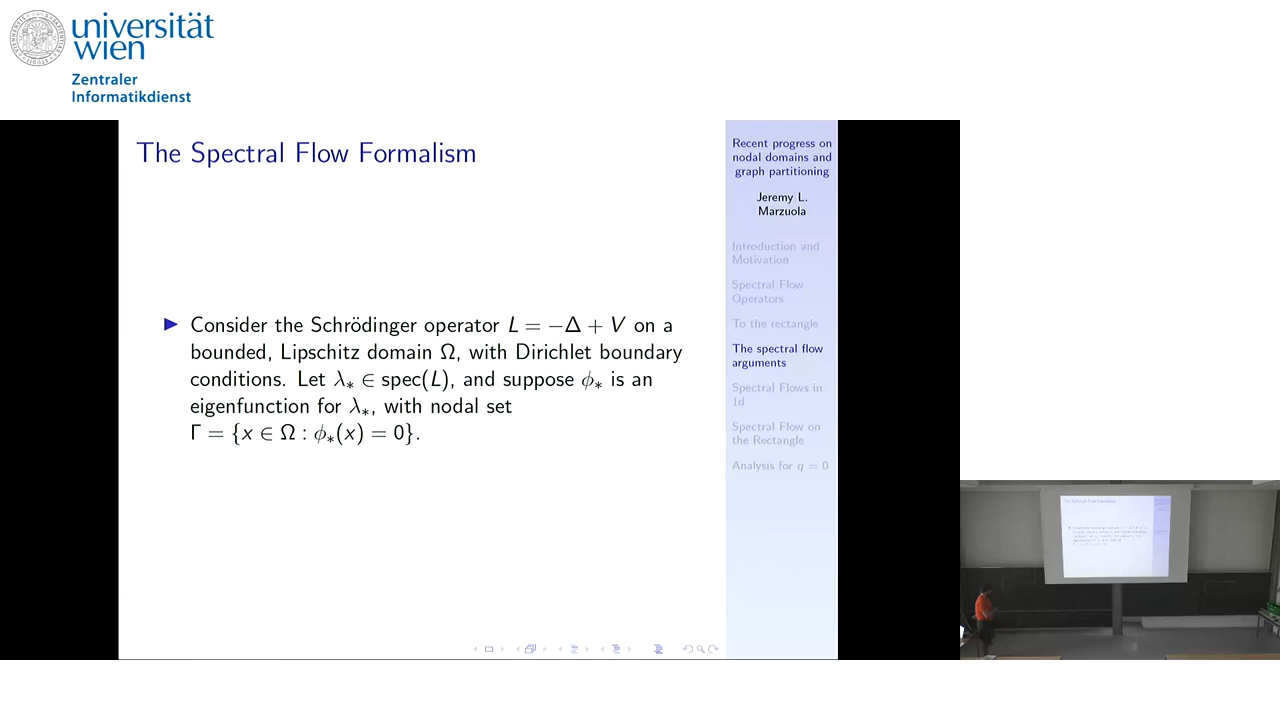 universität
wien
Zentraler
Informatikdienst
The Spectral Flow Formalism
Consider the Schrödinger operator L = −Δ + V on a
bounded, Lipschitz domain Ω, with Dirichlet boundary
conditions. Let λ∗ ∈ spec(L), and suppose ϕ∗ is an
eigenfunction for λ∗, with nodal set
Γ = {x ∈ Ω : ϕ∗(x) = 0}.
Recent progress on
nodal domains and
graph partitioning
Jeremy L.
Marzuola
Introduction and
Motivation
Spectral Flow
Operators
To the rectangle
The spectral flow
arguments
Spectral Flows in
1d
Spectral Flow on
the Rectangle
Analysis for q = 0